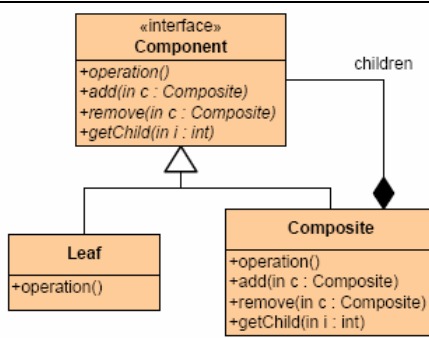 «interface»
Component
+operation()
+add(in c : Composite)
+remove(in c : Composite)
+getChild(in i : int)
children
Leaf
+operation()
Composite
+operation()
+add(in c : Composite)
+remove(in c : Composite)
+getChild(in i : int)